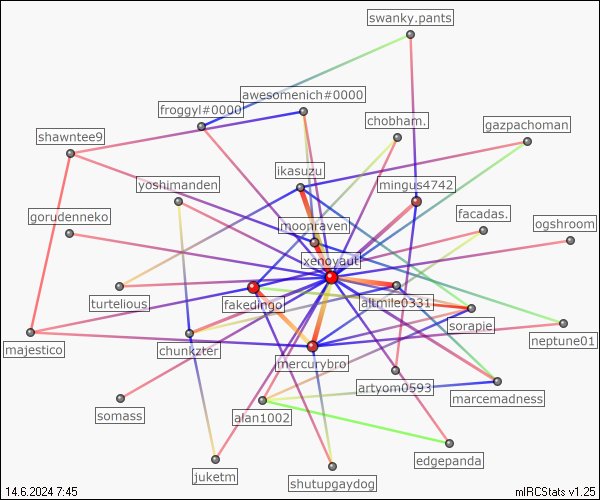 swanky.pants
awesomenich#0000
froggyl#0000
chobham.
gazpachoman
shawntee9
ikasuzu
yoshimanden
mingus4742
gorudenneko
moonraven
facadas.
ogshroom
xenoyaut
turtelious
fakedingo
sorapie
neptune01
majestico
chunkzter
mercurybro
artyom0593
marcemadness
somass
alan1002
edgepanda
juketm
shutupgaydog
14.6.2024 7:45
mIRCStats v1.25